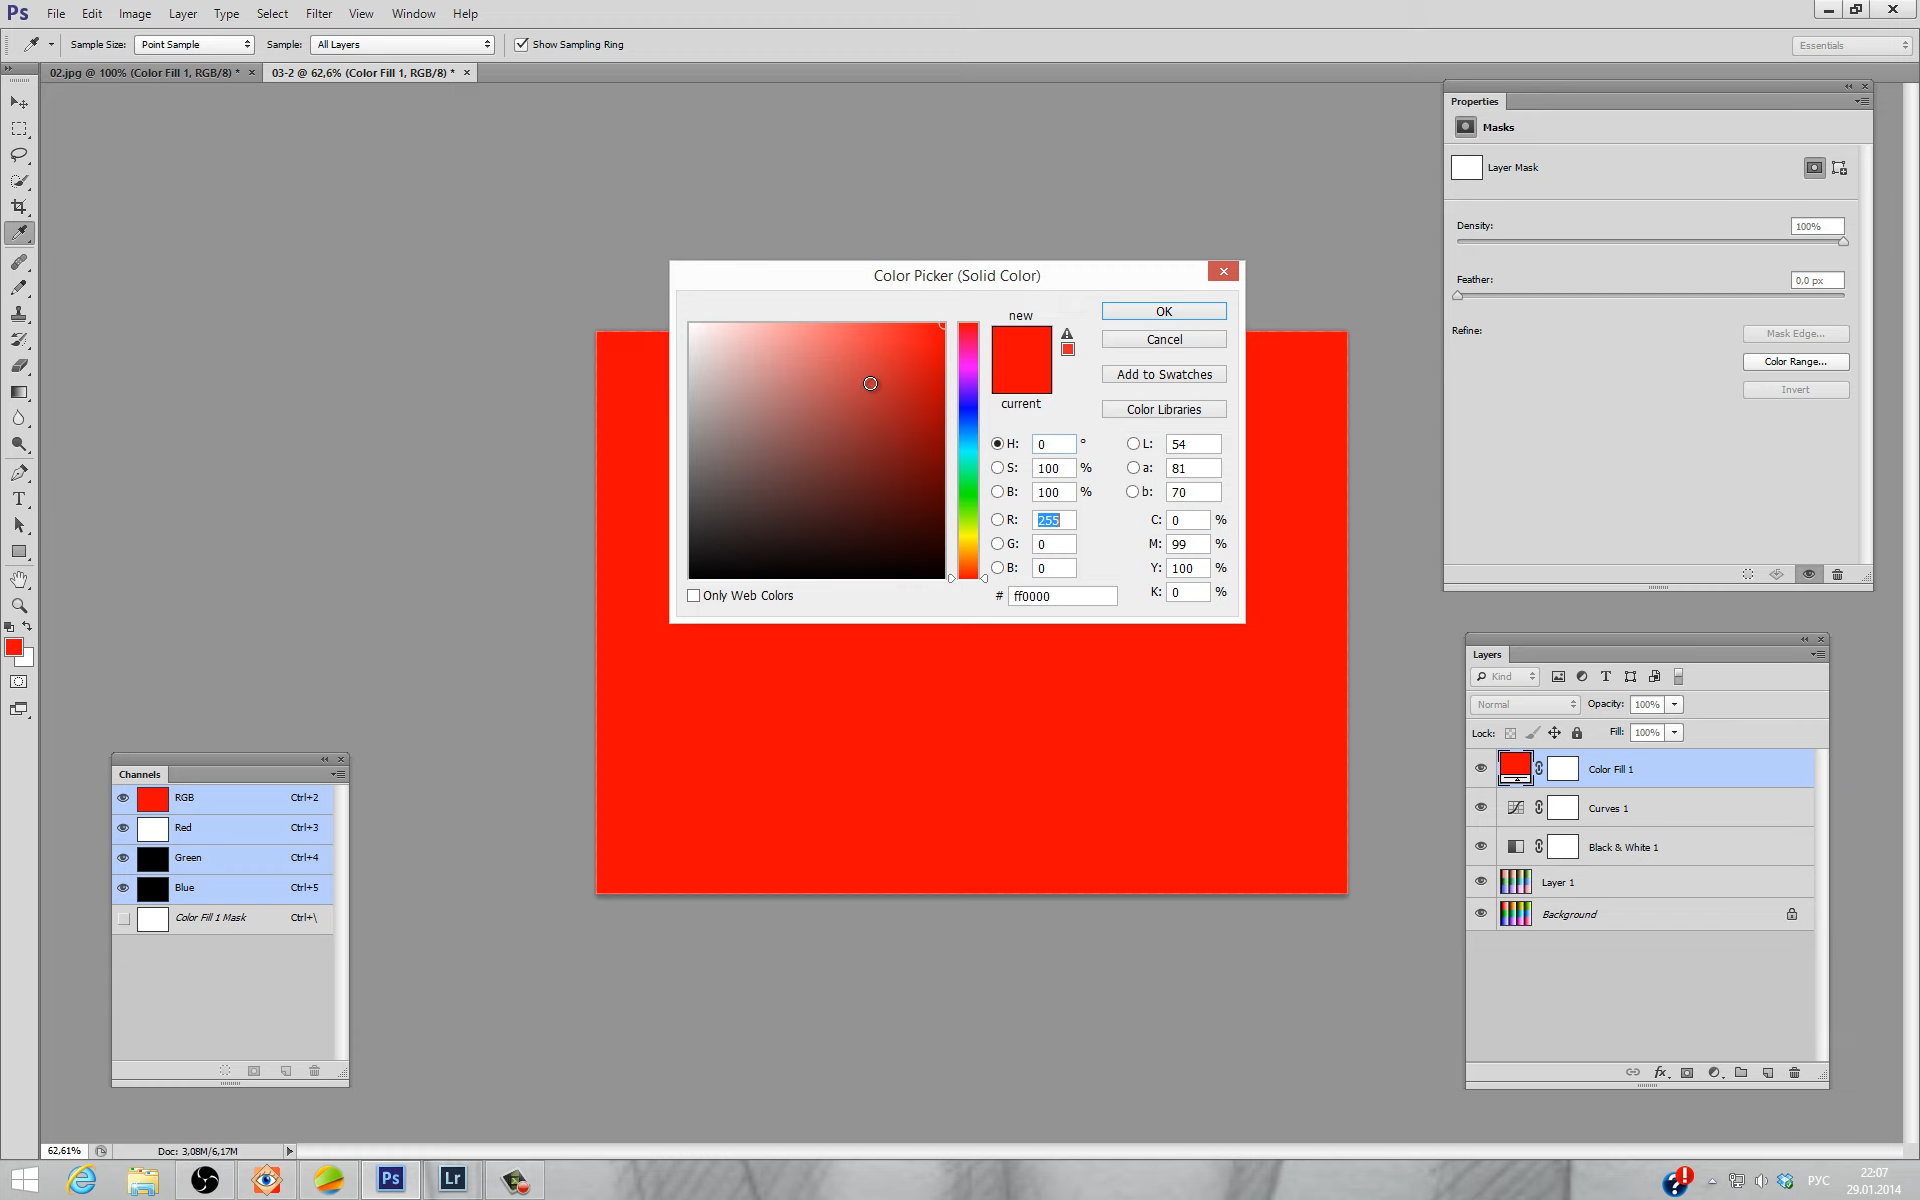 Ps File Edit Image Layer Type Select Filter 3D View Window Help
Sample Size: Point Sample Sample: All Layers Show Sampling Ring Essentials
02.jpg @ 100% (Color Fill 1, RGB/8) * × 03-2 @ 62,6% (Color Fill 1, RGB/8) * ×
Properties
Masks
Layer Mask
Density: 100%
Feather: 0,0 px
Refine: Mask Edge...
Color Range...
Invert
Color Picker (Solid Color)
new
current
OK
Cancel
Add to Swatches
Color Libraries
H: 0 ° L: 54
S: 100 % a: 81
B: 100 % b: 70
R: 255 C: 0 %
G: 0 M: 99 %
B: 0 Y: 100 %
# ff0000 K: 0 %
Only Web Colors
Layers
Kind
Normal Opacity: 100%
Lock: Fill: 100%
Color Fill 1
Curves 1
Black & White 1
Layer 1
Background
Channels
RGB Ctrl+2
Red Ctrl+3
Green Ctrl+4
Blue Ctrl+5
Color Fill 1 Mask Ctrl+\
62,61% Doc: 3,08M/6,17M
Ps Lr
РУС
22:07
29.01.2014